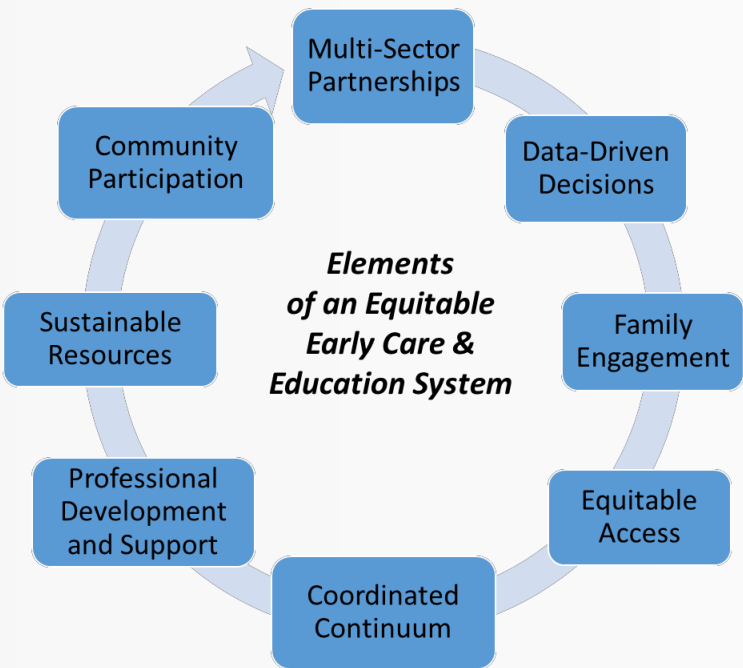 Multi-Sector
Partnerships
Data-Driven
Decisions
Family
Engagement
Equitable
Access
Coordinated
Continuum
Professional
Development
and Support
Sustainable
Resources
Community
Participation
Elements
of an Equitable
Early Care &
Education System